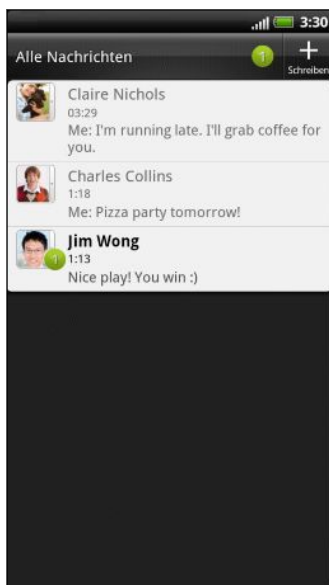 3:30
Alle Nachrichten
1
Schreiben
Claire Nichols
03:29
Me: I'm running late. I'll grab coffee for
you.
Charles Collins
1:18
Me: Pizza party tomorrow!
Jim Wong
1
1:13
Nice play! You win :)